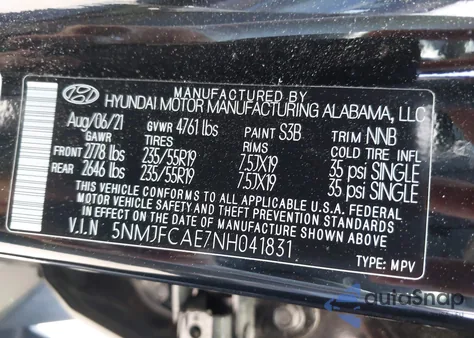 MANUFACTURED BY
HYUNDAI MOTOR MANUFACTURING ALABAMA, LLC
Aug/06/21 GVWR 4761 lbs PAINT S3B TRIM NNB
GAWR TIRES RIMS COLD TIRE INFL
FRONT 2778 lbs 235/55R19 7.5JX19 35 psi SINGLE
REAR 2646 lbs 235/55R19 7.5JX19 35 psi SINGLE
THIS VEHICLE CONFORMS TO ALL APPLICABLE U.S.A. FEDERAL
MOTOR VEHICLE SAFETY, BUMPER, AND THEFT PREVENTION STANDARDS
IN EFFECT ON THE DATE OF MANUFACTURE SHOWN ABOVE.
V.I.N 5NMJFCAE7NH041831
TYPE: MPV
autoSnap